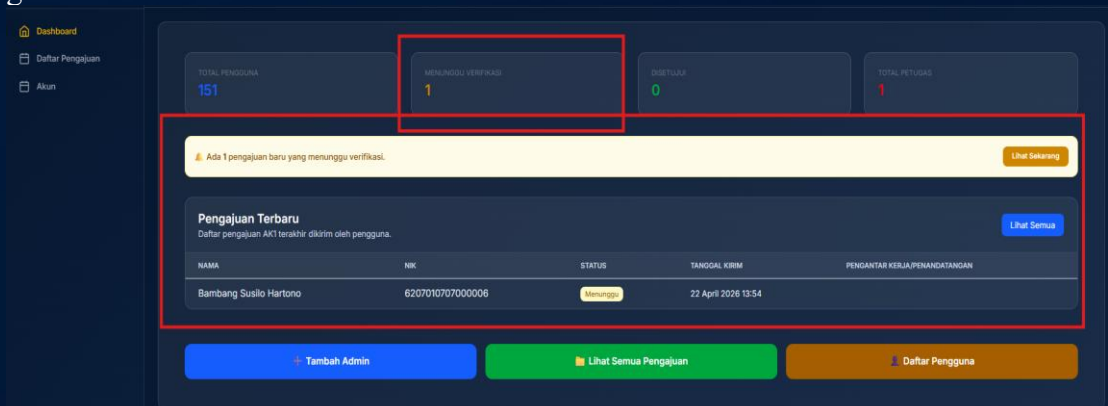 Dashboard
Daftar Pengajuan
Akun
TOTAL PENGGUNA
151
MENUNGGU VERIFIKASI
1
DISETUJUI
0
TOTAL PETUGAS
1
Ada 1 pengajuan baru yang menunggu verifikasi.
Lihat Sekarang
Pengajuan Terbaru
Daftar pengajuan AK1 terakhir dikirim oleh pengguna.
Lihat Semua
NAMA NIK STATUS TANGGAL KIRIM PENGANTAR KERJA/PENANDATANGAN
Bambang Susilo Hartono 6207010707000006 Menunggu 22 April 2026 13:54
Tambah Admin
Lihat Semua Pengajuan
Daftar Pengguna